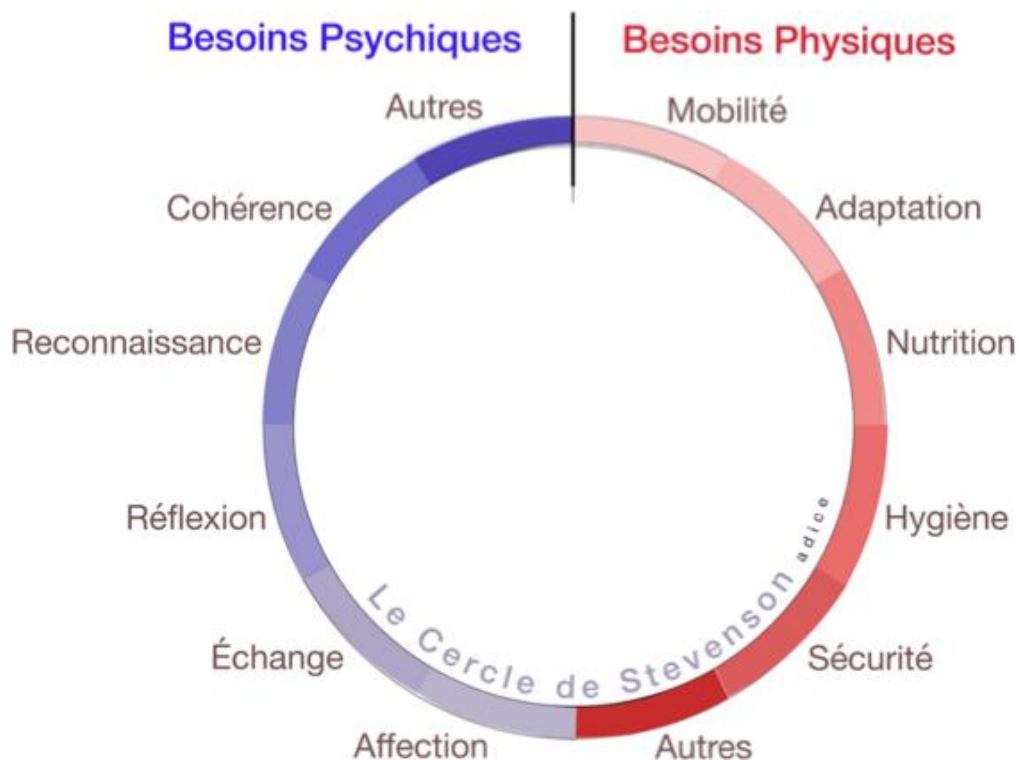 Besoins Psychiques
Besoins Physiques
Autres
Mobilité
Cohérence
Adaptation
Reconnaissance
Nutrition
Réflexion
Hygiène
Échange
Sécurité
Affection
Autres
Le Cercle de Stevenson adice